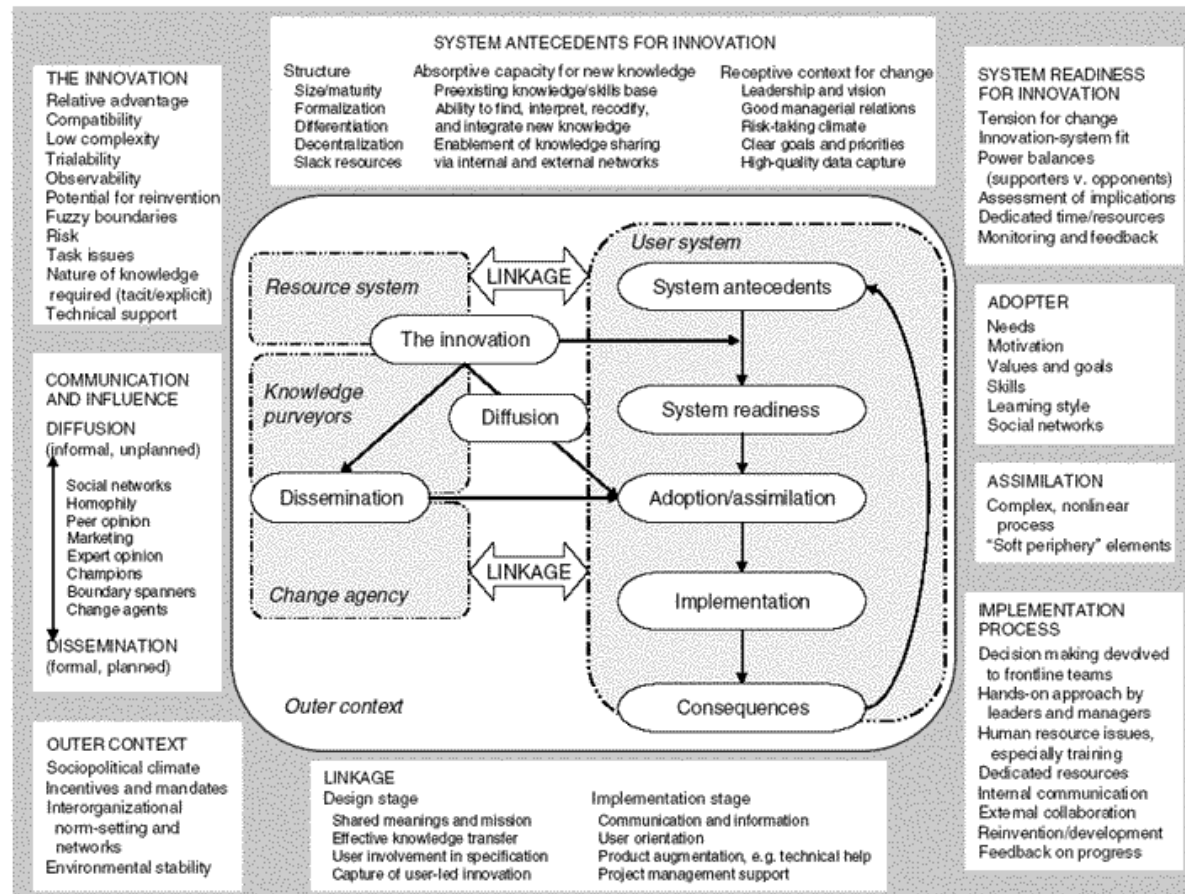 SYSTEM ANTECEDENTS FOR INNOVATION
Structure
Size/maturity
Formalization
Differentiation
Decentralization
Slack resources
Absorptive capacity for new knowledge
Preexisting knowledge/skills base
Ability to find, interpret, recodify,
and integrate new knowledge
Enablement of knowledge sharing
via internal and external networks
Receptive context for change
Leadership and vision
Good managerial relations
Risk-taking climate
Clear goals and priorities
High-quality data capture
THE INNOVATION
Relative advantage
Compatibility
Low complexity
Trialability
Observability
Potential for reinvention
Fuzzy boundaries
Risk
Task issues
Nature of knowledge
required (tacit/explicit)
Technical support
COMMUNICATION
AND INFLUENCE
DIFFUSION
(informal, unplanned)
Social networks
Homophily
Peer opinion
Marketing
Expert opinion
Champions
Boundary spanners
Change agents
DISSEMINATION
(formal, planned)
OUTER CONTEXT
Sociopolitical climate
Incentives and mandates
Interorganizational
norm-setting and
networks
Environmental stability
Resource system
LINKAGE
User system
System antecedents
The innovation
Knowledge
purveyors
Diffusion
System readiness
Dissemination
Adoption/assimilation
LINKAGE
Change agency
Implementation
Outer context
Consequences
LINKAGE
Design stage
Shared meanings and mission
Effective knowledge transfer
User involvement in specification
Capture of user-led innovation
Implementation stage
Communication and information
User orientation
Product augmentation, e.g. technical help
Project management support
SYSTEM READINESS
FOR INNOVATION
Tension for change
Innovation-system fit
Power balances
(supporters v. opponents)
Assessment of implications
Dedicated time/resources
Monitoring and feedback
ADOPTER
Needs
Motivation
Values and goals
Skills
Learning style
Social networks
ASSIMILATION
Complex, nonlinear
process
"Soft periphery" elements
IMPLEMENTATION
PROCESS
Decision making devolved
to frontline teams
Hands-on approach by
leaders and managers
Human resource issues,
especially training
Dedicated resources
Internal communication
External collaboration
Reinvention/development
Feedback on progress